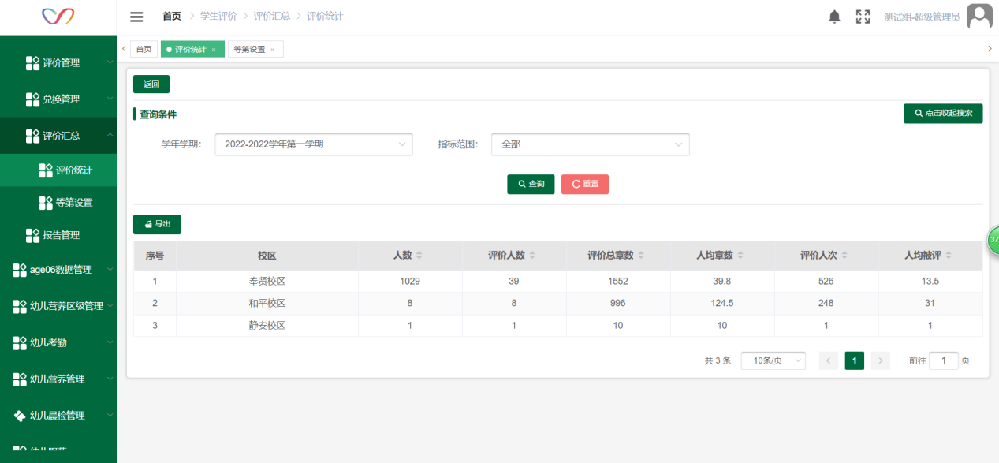 首页 > 学生评价 > 评价汇总 > 评价统计
测试组-超级管理员
首页 评价统计 × 等第设置 ×
评价管理
兑换管理
评价汇总
评价统计
等第设置
报告管理
age06数据管理
幼儿营养区级管理
幼儿考勤
幼儿营养管理
幼儿晨检管理
返回
查询条件
点击收起搜索
学年学期: 2022-2022学年第一学期 指标范围: 全部
查询 重置
导出
序号 校区 人数 评价人数 评价总章数 人均章数 评价人次 人均被评
1 奉贤校区 1029 39 1552 39.8 526 13.5
2 和平校区 8 8 996 124.5 248 31
3 静安校区 1 1 10 10 1 1
共 3 条 10条/页 < 1 > 前往 1 页
37